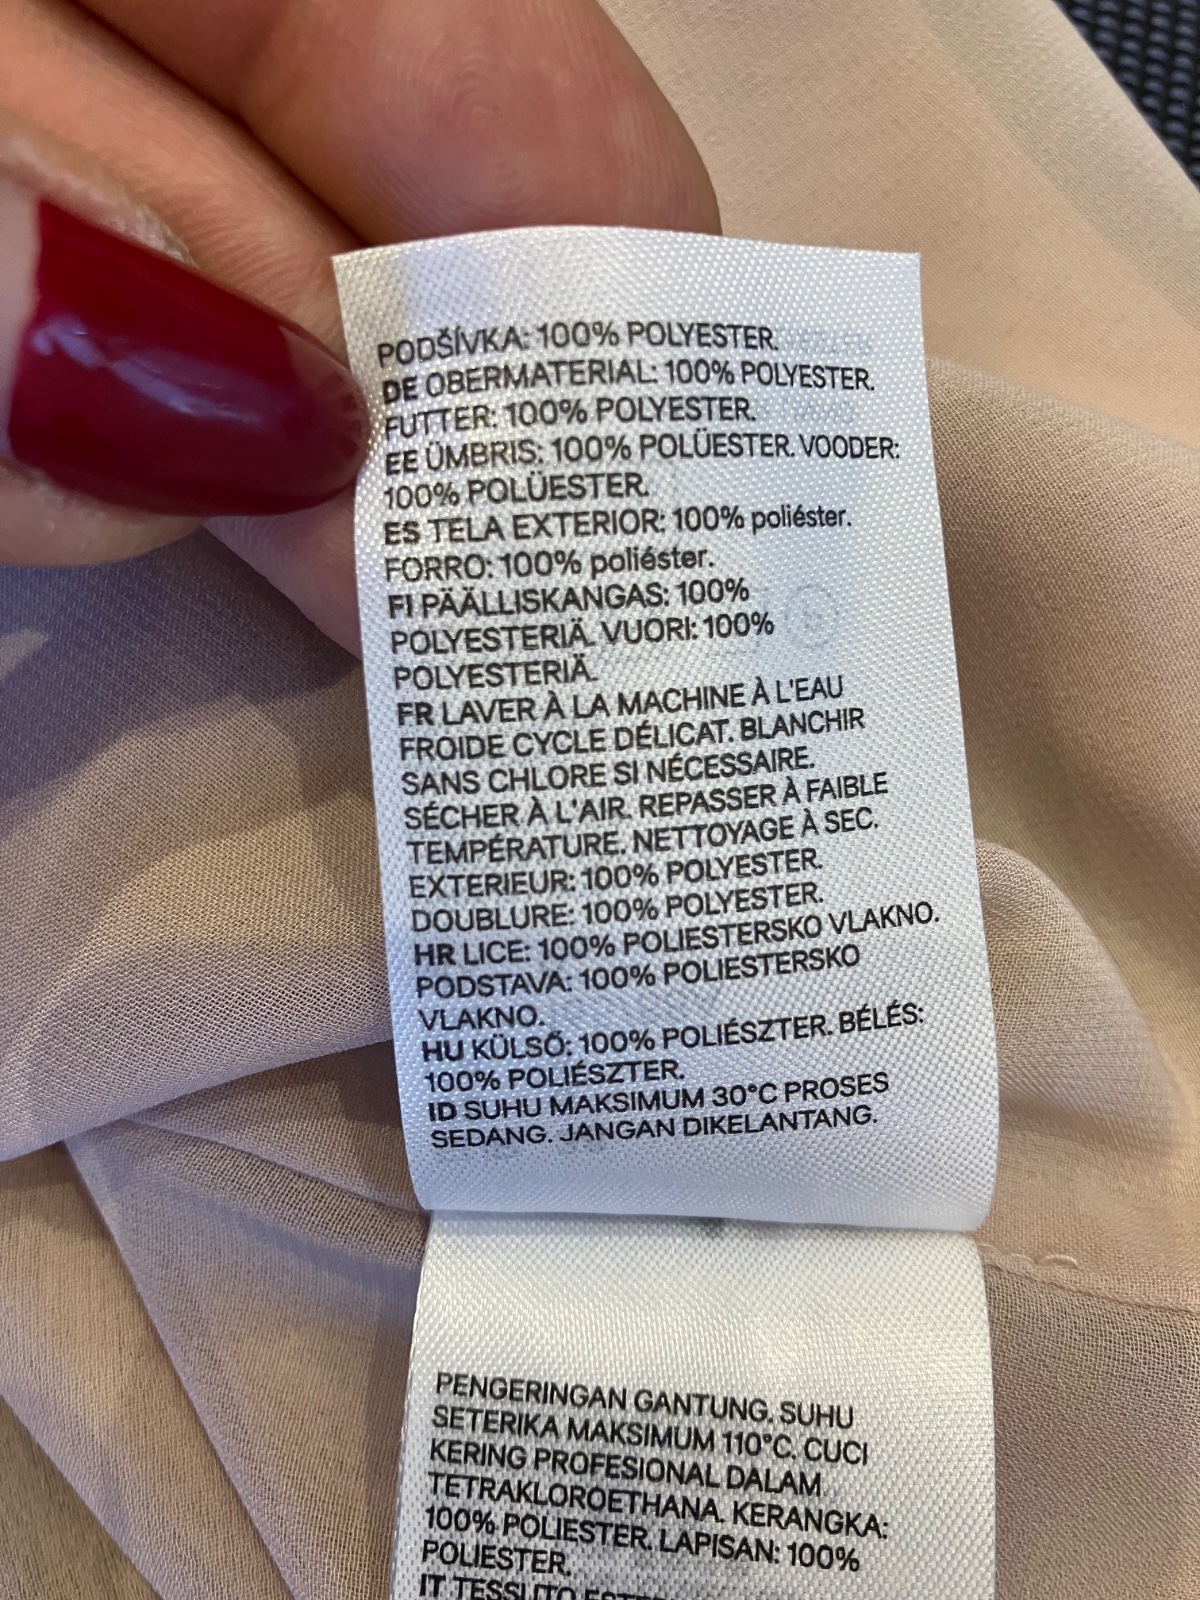 PODŠÍVKA: 100% POLYESTER.
DE OBERMATERIAL: 100% POLYESTER.
FUTTER: 100% POLYESTER.
EE ÜMBRIS: 100% POLÜESTER. VOODER:
100% POLÜESTER.
ES TELA EXTERIOR: 100% poliéster.
FORRO: 100% poliéster.
FI PÄÄLLISKANGAS: 100%
POLYESTERIÄ. VUORI: 100%
POLYESTERIÄ.
FR LAVER À LA MACHINE À L'EAU
FROIDE CYCLE DÉLICAT. BLANCHIR
SANS CHLORE SI NÉCESSAIRE.
SÉCHER À L'AIR. REPASSER À FAIBLE
TEMPÉRATURE. NETTOYAGE À SEC.
EXTERIEUR: 100% POLYESTER.
DOUBLURE: 100% POLYESTER.
HR LICE: 100% POLIESTERSKO VLAKNO.
PODSTAVA: 100% POLIESTERSKO
VLAKNO.
HU KÜLSŐ: 100% POLIÉSZTER. BÉLÉS:
100% POLIÉSZTER.
ID SUHU MAKSIMUM 30°C PROSES
SEDANG. JANGAN DIKELANTANG.
PENGERINGAN GANTUNG. SUHU
SETERIKA MAKSIMUM 110°C. CUCI
KERING PROFESIONAL DALAM
TETRAKLOROETHANA. KERANGKA:
100% POLIESTER. LAPISAN: 100%
POLIESTER.
IT TESSUTO